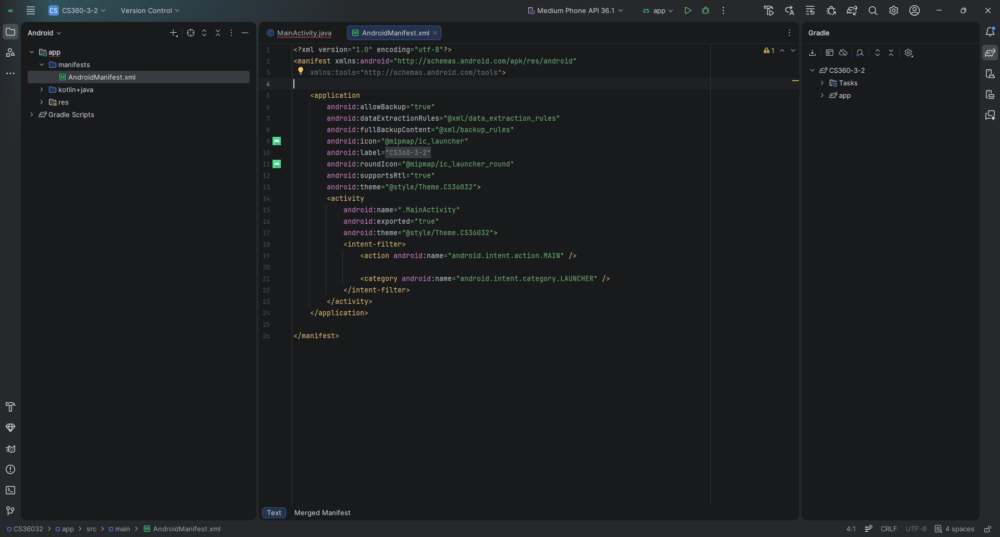 CS CS360-3-2 Version Control Medium Phone API 36.1 app
Android
MainActivity.java AndroidManifest.xml
Gradle
app
manifests
AndroidManifest.xml
kotlin+java
res
Gradle Scripts
1 <?xml version="1.0" encoding="utf-8"?>
2 <manifest xmlns:android="http://schemas.android.com/apk/res/android"
3 xmlns:tools="http://schemas.android.com/tools">
4
5 <application
6 android:allowBackup="true"
7 android:dataExtractionRules="@xml/data_extraction_rules"
8 android:fullBackupContent="@xml/backup_rules"
9 android:icon="@mipmap/ic_launcher"
10 android:label="CS360-3-2"
11 android:roundIcon="@mipmap/ic_launcher_round"
12 android:supportsRtl="true"
13 android:theme="@style/Theme.CS36032">
14 <activity
15 android:name=".MainActivity"
16 android:exported="true"
17 android:theme="@style/Theme.CS36032">
18 <intent-filter>
19 <action android:name="android.intent.action.MAIN" />
20
21 <category android:name="android.intent.category.LAUNCHER" />
22 </intent-filter>
23 </activity>
24 </application>
25
26 </manifest>
1
CS360-3-2
Tasks
app
Text Merged Manifest
CS36032 app src main AndroidManifest.xml 4:1 CRLF UTF-8 4 spaces